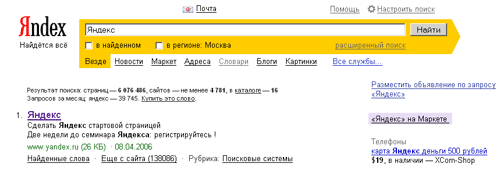 Почта
Помощь Настроить поиск
Яndex
Найдётся всё
Яндекс Найти
в найденном в регионе: Москва расширенный поиск
Везде Новости Маркет Адреса Словари Блоги Картинки Все службы...
Результат поиска: страниц — 6 076 486, сайтов — не менее 4 781, в каталоге — 16
Запросов за месяц: яндекс — 39 745. Купить это слово.
Разместить объявление по запросу «Яндекс»
1. Яндекс
Сделать Яндекс стартовой страницей
Две недели до семинара Яндекса: регистрируйтесь !
www.yandex.ru (26 КБ) · 08.04.2006
Найденные слова · Еще с сайта (138086) · Рубрика: Поисковые системы
«Яндекс» на Маркете
Телефоны
карта Яндекс деньги 500 рублей
$19, в наличии — XCom-Shop